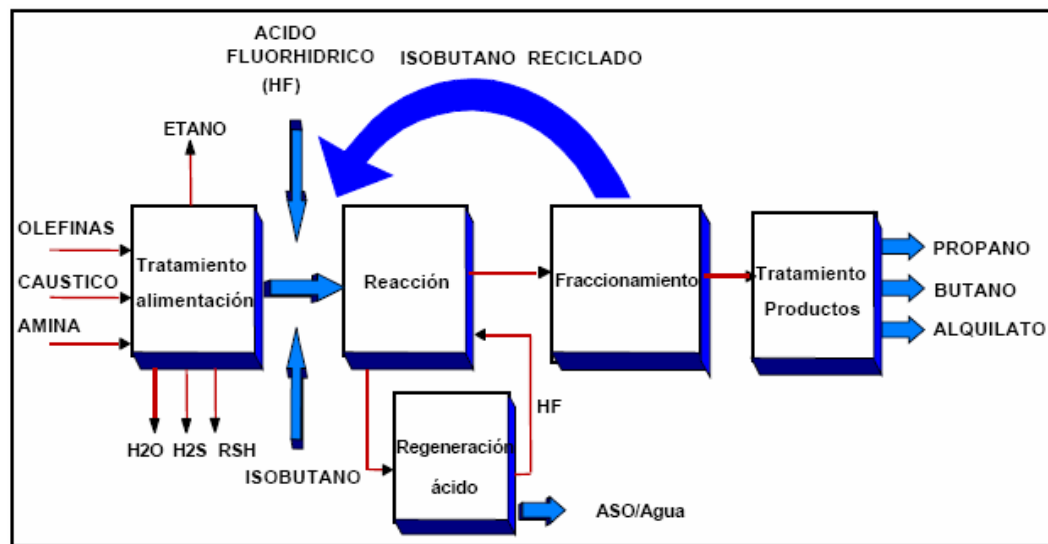 ACIDO
FLUORHIDRICO
(HF)
ISOBUTANO RECICLADO
ETANO
OLEFINAS
CAUSTICO
AMINA
Tratamiento
alimentación
Reacción
Fraccionamiento
Tratamiento
Productos
PROPANO
BUTANO
ALQUILATO
H2O H2S RSH
ISOBUTANO
HF
Regeneración
ácido
ASO/Agua